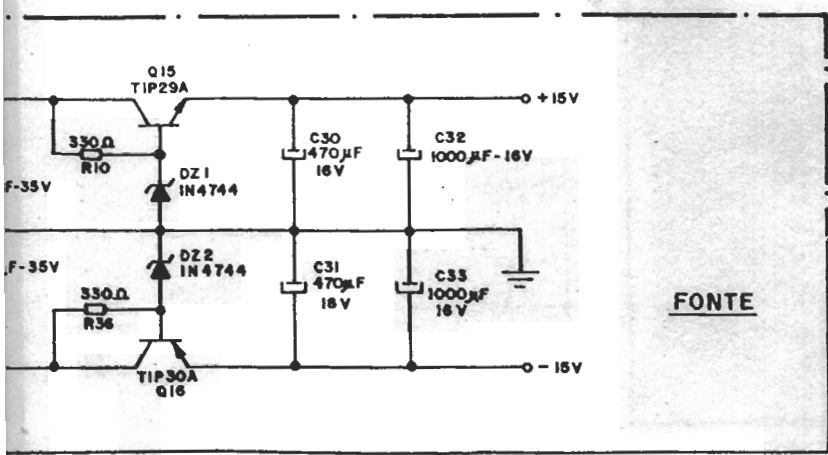 Q15
TIP29A
+15V
330Ω
R10
C30
470µF
16V
C32
1000µF-16V
DZ1
1N4744
F-35V
DZ2
1N4744
F-35V
C31
470µF
16V
C33
1000µF
16V
330Ω
R36
FONTE
TIP30A
Q16
-15V